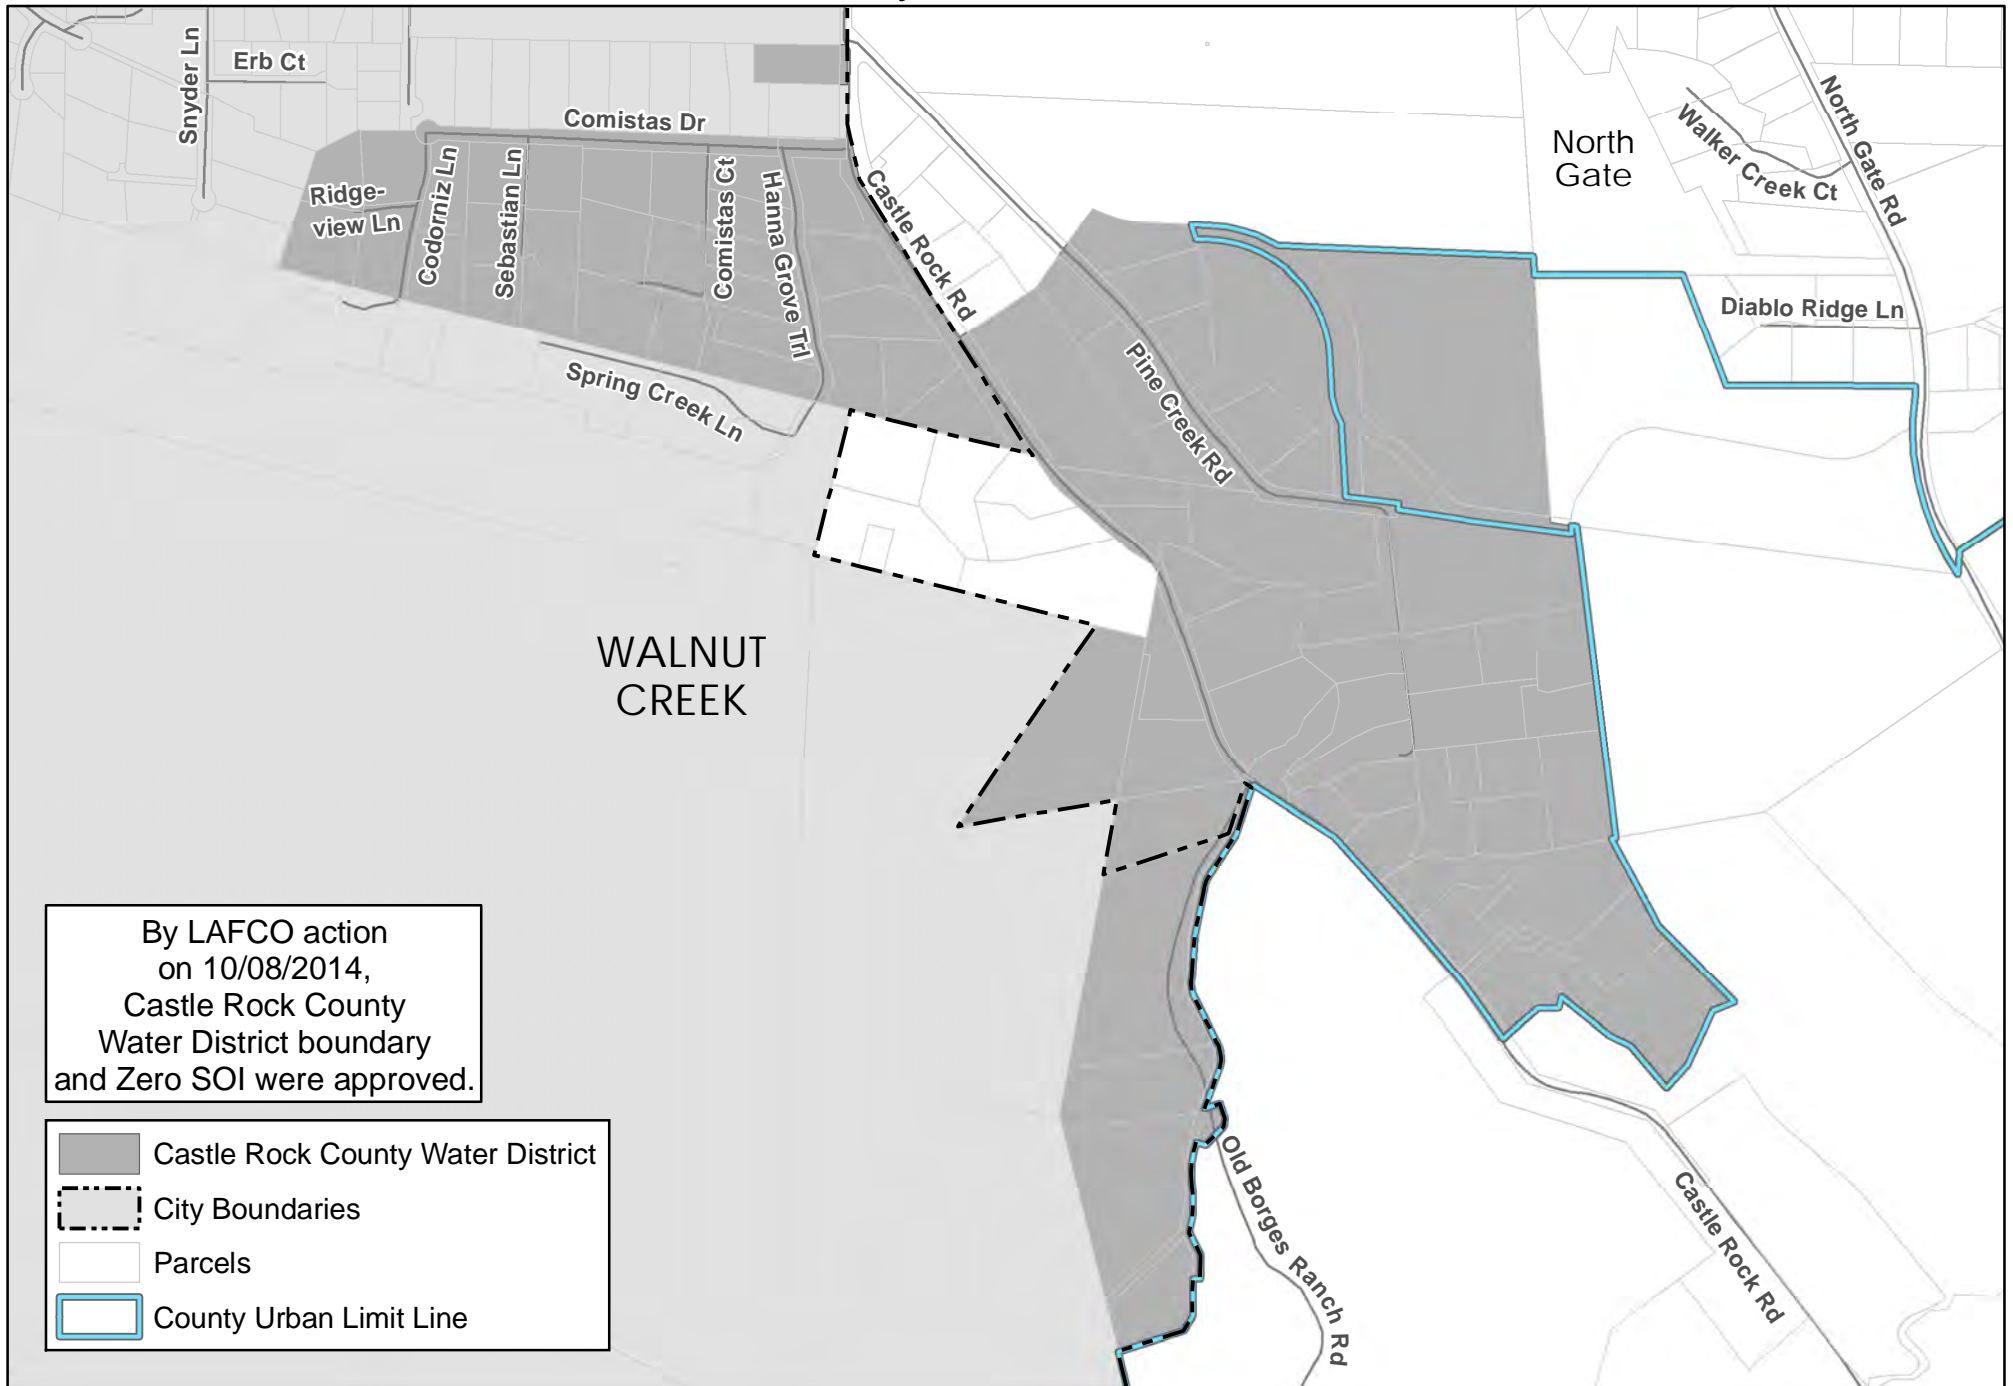 Snyder Ln
Erb Ct
Comistas Dr
Ridge-
view Ln
Codorniz Ln
Sebastian Ln
Comistas Ct
Hanna Grove Trl
Castle Rock Rd
Spring Creek Ln
Pine Creek Rd
North
Gate
Walker Creek Ct
North Gate Rd
Diablo Ridge Ln
WALNUT
CREEK
Old Borges Ranch Rd
Castle Rock Rd
By LAFCO action
on 10/08/2014,
Castle Rock County
Water District boundary
and Zero SOI were approved.
Castle Rock County Water District
City Boundaries
Parcels
County Urban Limit Line